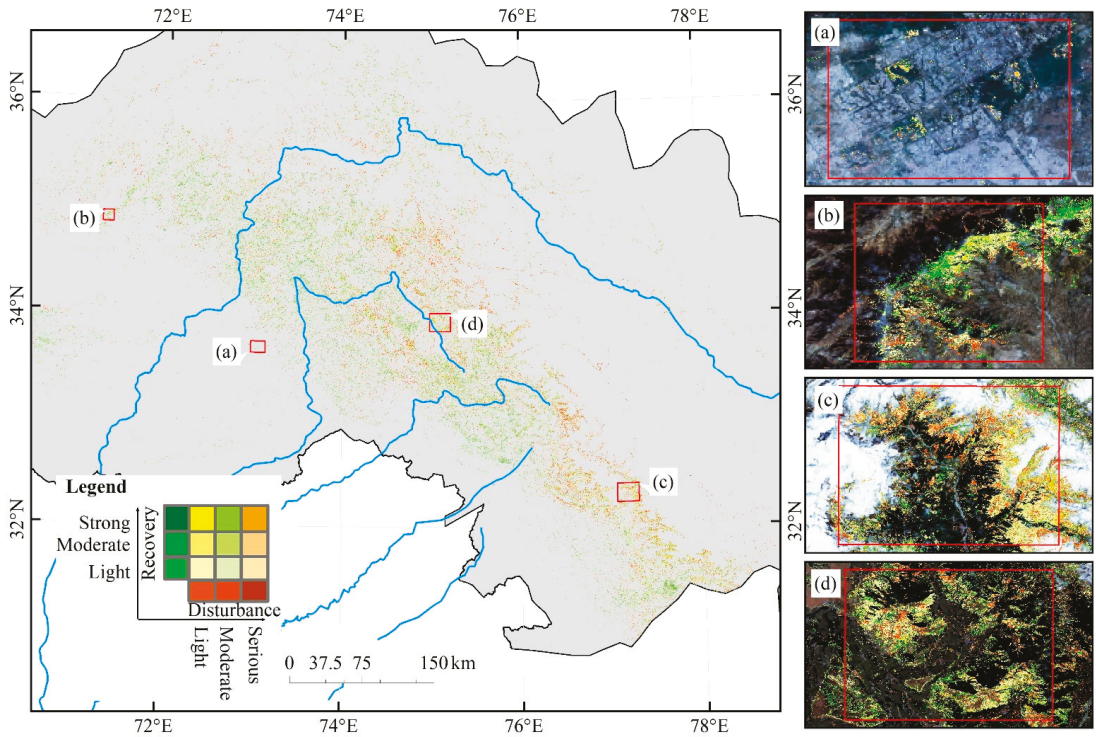 72°E 74°E 76°E 78°E
36°N
34°N
32°N
(b)
(a)
(d)
(c)
Legend
Strong
Moderate
Light
Recovery
Disturbance
Light
Moderate
Serious
0 37.5 75 150 km
72°E 74°E 76°E 78°E
36°N
34°N
32°N
(a)
(b)
(c)
(d)